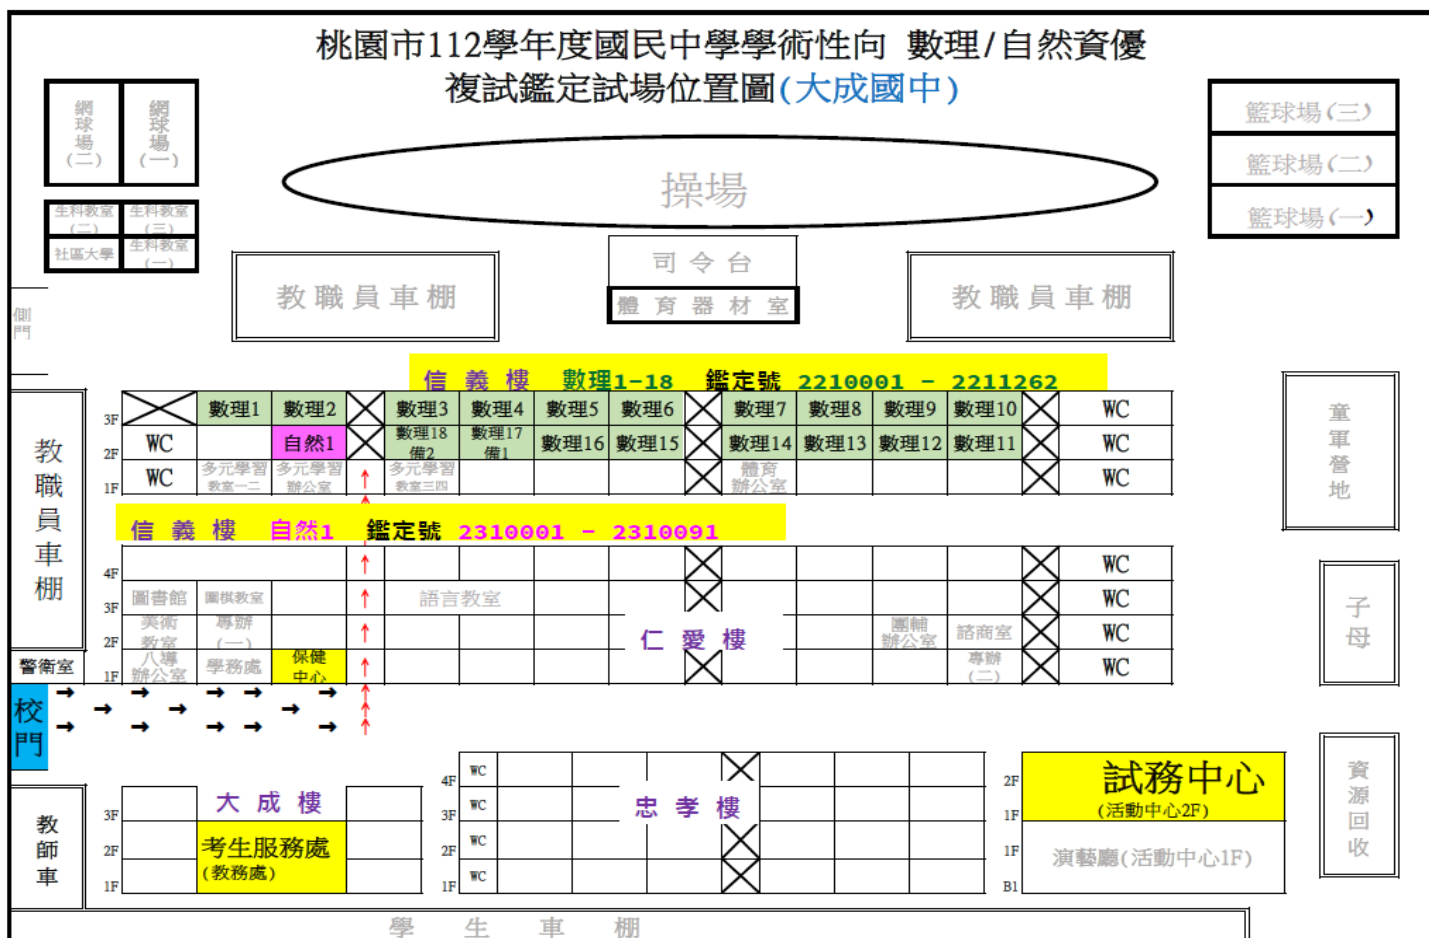 桃園市112學年度國民中學學術性向 數理/自然資優
複試鑑定試場位置圖(大成國中)
網球場(二)
網球場(一)
籃球場(三)
籃球場(二)
籃球場(一)
操場
生科教室(二)
生科教室(三)
社區大學
生科教室(一)
司令台
體育器材室
教職員車棚
教職員車棚
側門
信義樓 數理1-18 鑑定號 2210001 - 2211262
3F 數理1 數理2 數理3 數理4 數理5 數理6 數理7 數理8 數理9 數理10 WC
2F WC 自然1 數理18備2 數理17備1 數理16 數理15 數理14 數理13 數理12 數理11 WC
1F WC 多元學習教室一二 多元學習辦公室 ↑ 多元學習教室三四 體育辦公室 WC
教職員車棚
童軍營地
信義樓 自然1 鑑定號 2310001 - 2310091
4F ↑ WC
3F 圖書館 圍棋教室 ↑ 語言教室 WC
2F 美術教室 專辦(一) ↑ 仁愛樓 團輔辦公室 諮商室 WC
1F 八導辦公室 學務處 保健中心 ↑ 專辦(二) WC
子母
警衛室
校門
→ → → → → → → → → → →
大成樓
3F
2F
1F
考生服務處
(教務處)
教師車
忠孝樓
4F WC
3F WC
2F WC
1F WC
2F
1F
試務中心
(活動中心2F)
1F
B1
演藝廳(活動中心1F)
資源回收
學生車棚